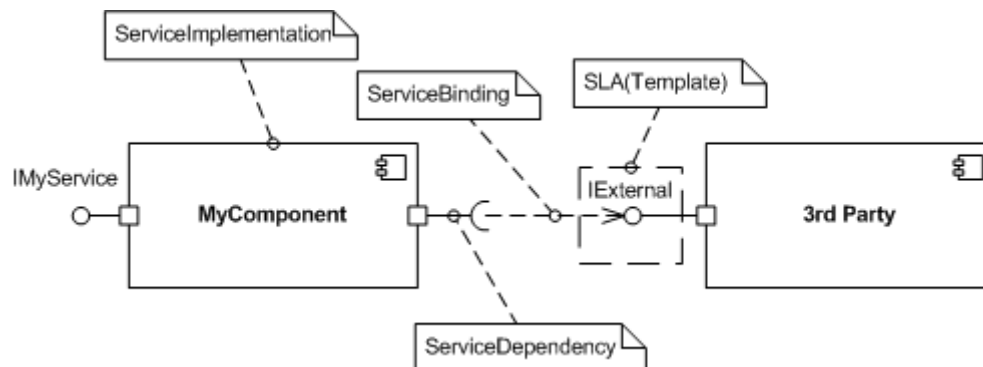 ServiceImplementation
ServiceBinding
SLA(Template)
IMyService
MyComponent
IExternal
3rd Party
ServiceDependency